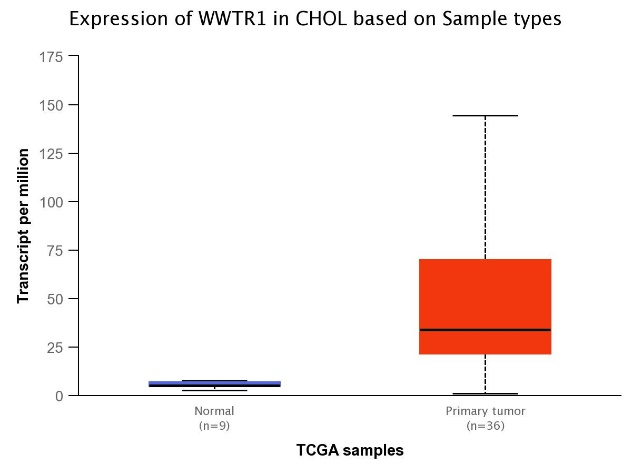 Expression of WWTR1 in CHOL based on Sample types
175
150
125
100
75
50
25
0
Transcript per million
Normal
(n=9)
Primary tumor
(n=36)
TCGA samples